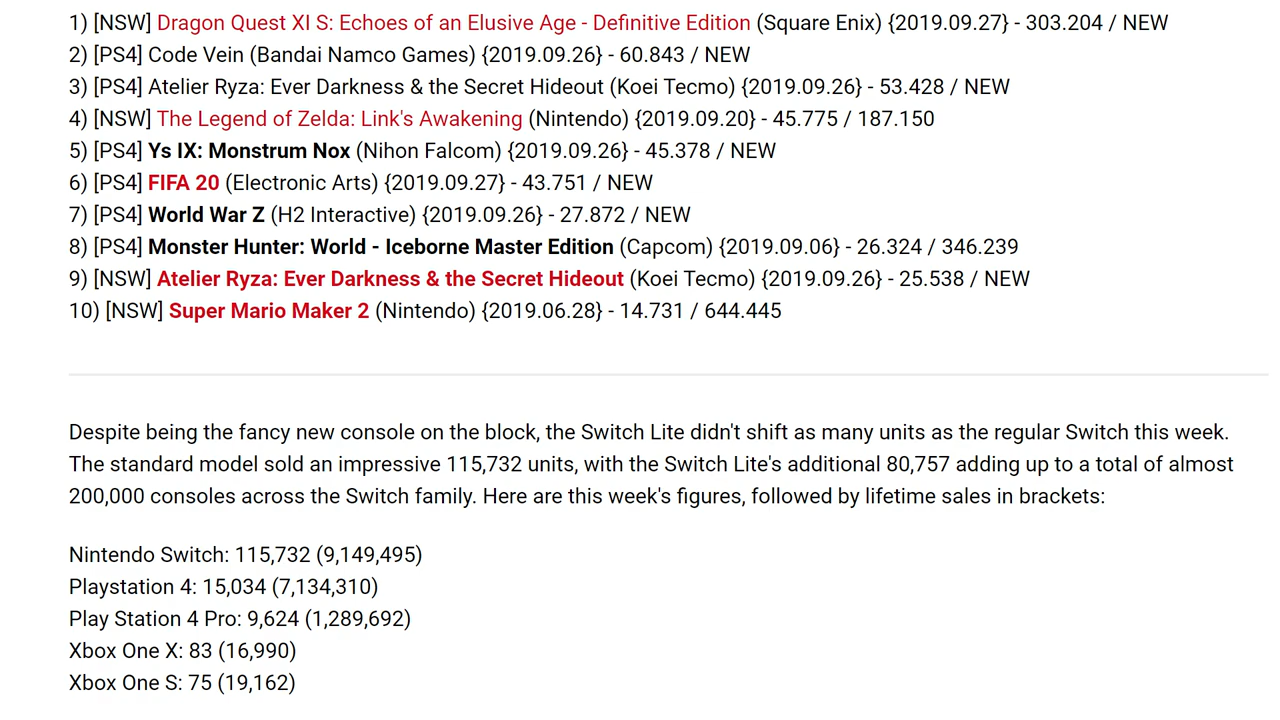 1) [NSW] Dragon Quest XI S: Echoes of an Elusive Age - Definitive Edition (Square Enix) {2019.09.27} - 303.204 / NEW
2) [PS4] Code Vein (Bandai Namco Games) {2019.09.26} - 60.843 / NEW
3) [PS4] Atelier Ryza: Ever Darkness & the Secret Hideout (Koei Tecmo) {2019.09.26} - 53.428 / NEW
4) [NSW] The Legend of Zelda: Link's Awakening (Nintendo) {2019.09.20} - 45.775 / 187.150
5) [PS4] Ys IX: Monstrum Nox (Nihon Falcom) {2019.09.26} - 45.378 / NEW
6) [PS4] FIFA 20 (Electronic Arts) {2019.09.27} - 43.751 / NEW
7) [PS4] World War Z (H2 Interactive) {2019.09.26} - 27.872 / NEW
8) [PS4] Monster Hunter: World - Iceborne Master Edition (Capcom) {2019.09.06} - 26.324 / 346.239
9) [NSW] Atelier Ryza: Ever Darkness & the Secret Hideout (Koei Tecmo) {2019.09.26} - 25.538 / NEW
10) [NSW] Super Mario Maker 2 (Nintendo) {2019.06.28} - 14.731 / 644.445
Despite being the fancy new console on the block, the Switch Lite didn't shift as many units as the regular Switch this week.
The standard model sold an impressive 115,732 units, with the Switch Lite's additional 80,757 adding up to a total of almost
200,000 consoles across the Switch family. Here are this week's figures, followed by lifetime sales in brackets:
Nintendo Switch: 115,732 (9,149,495)
Playstation 4: 15,034 (7,134,310)
Play Station 4 Pro: 9,624 (1,289,692)
Xbox One X: 83 (16,990)
Xbox One S: 75 (19,162)